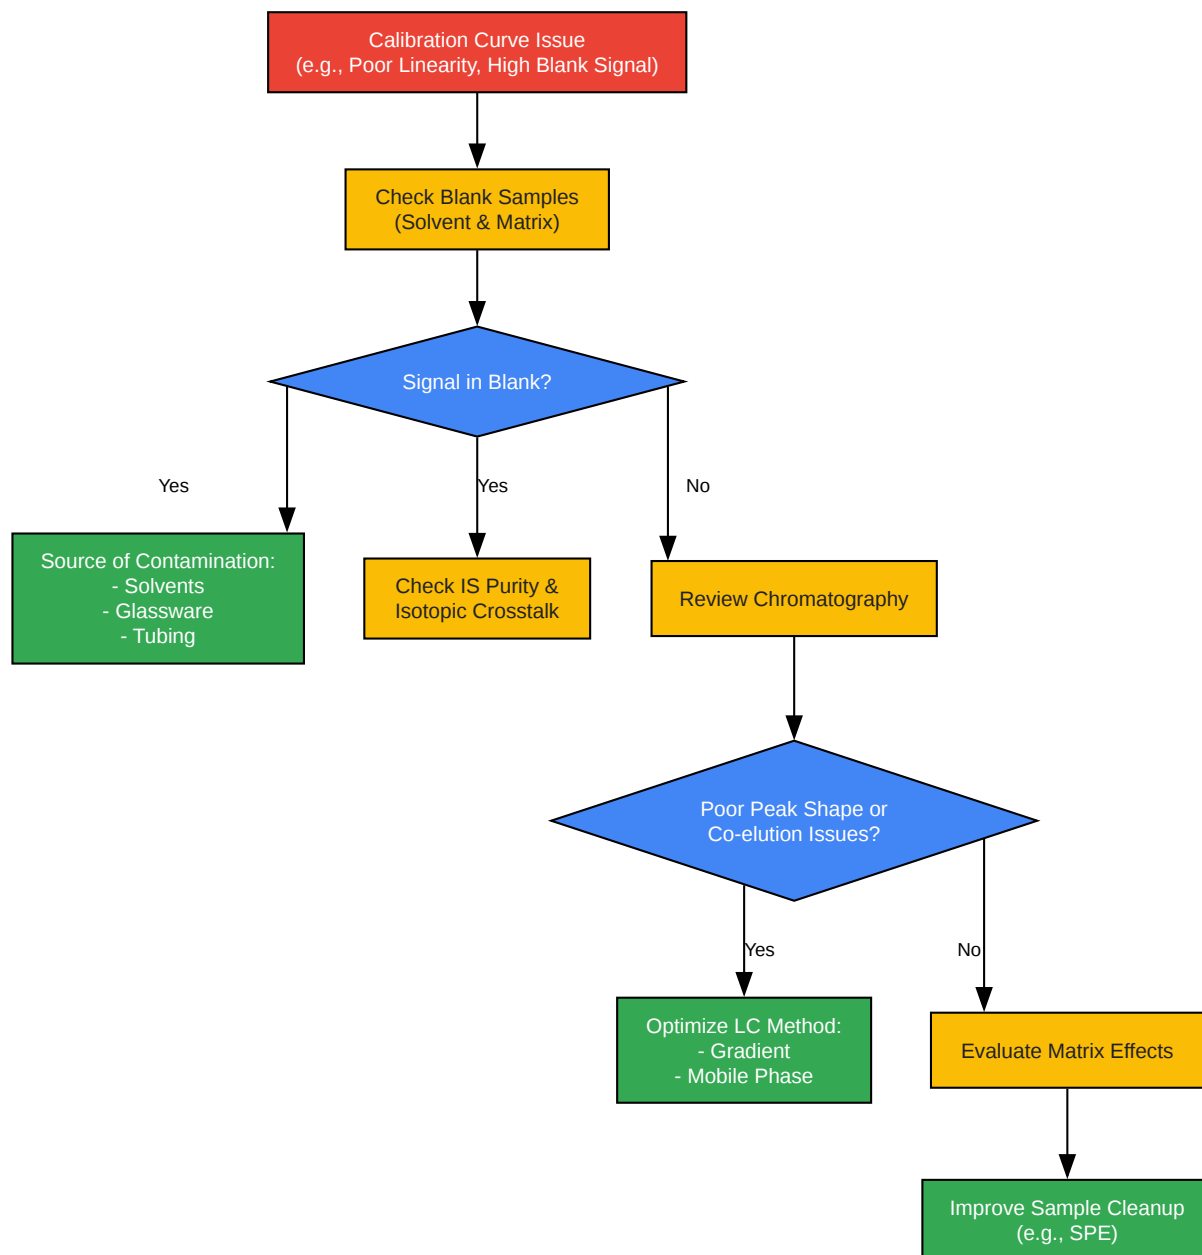 Calibration Curve Issue
(e.g., Poor Linearity, High Blank Signal)
Check Blank Samples
(Solvent & Matrix)
Signal in Blank?
Yes
Yes
No
Source of Contamination:
- Solvents
- Glassware
- Tubing
Check IS Purity &
Isotopic Crosstalk
Review Chromatography
Poor Peak Shape or
Co-elution Issues?
Yes
No
Optimize LC Method:
- Gradient
- Mobile Phase
Evaluate Matrix Effects
Improve Sample Cleanup
(e.g., SPE)